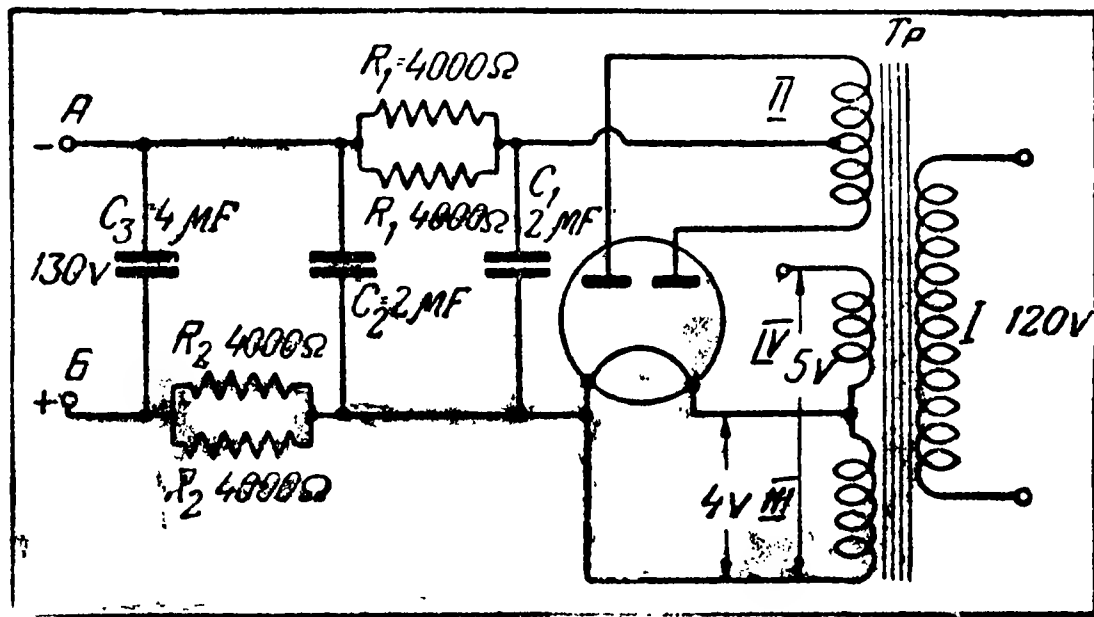 Тр
R₁=4000Ω
II
А
-
C₃=4 MF
R₁ 4000Ω
C₁
2 MF
130v
C₂=2 MF
IV
5v
I 120v
R₂ 4000Ω
Б
+
R₂ 4000Ω
4v III